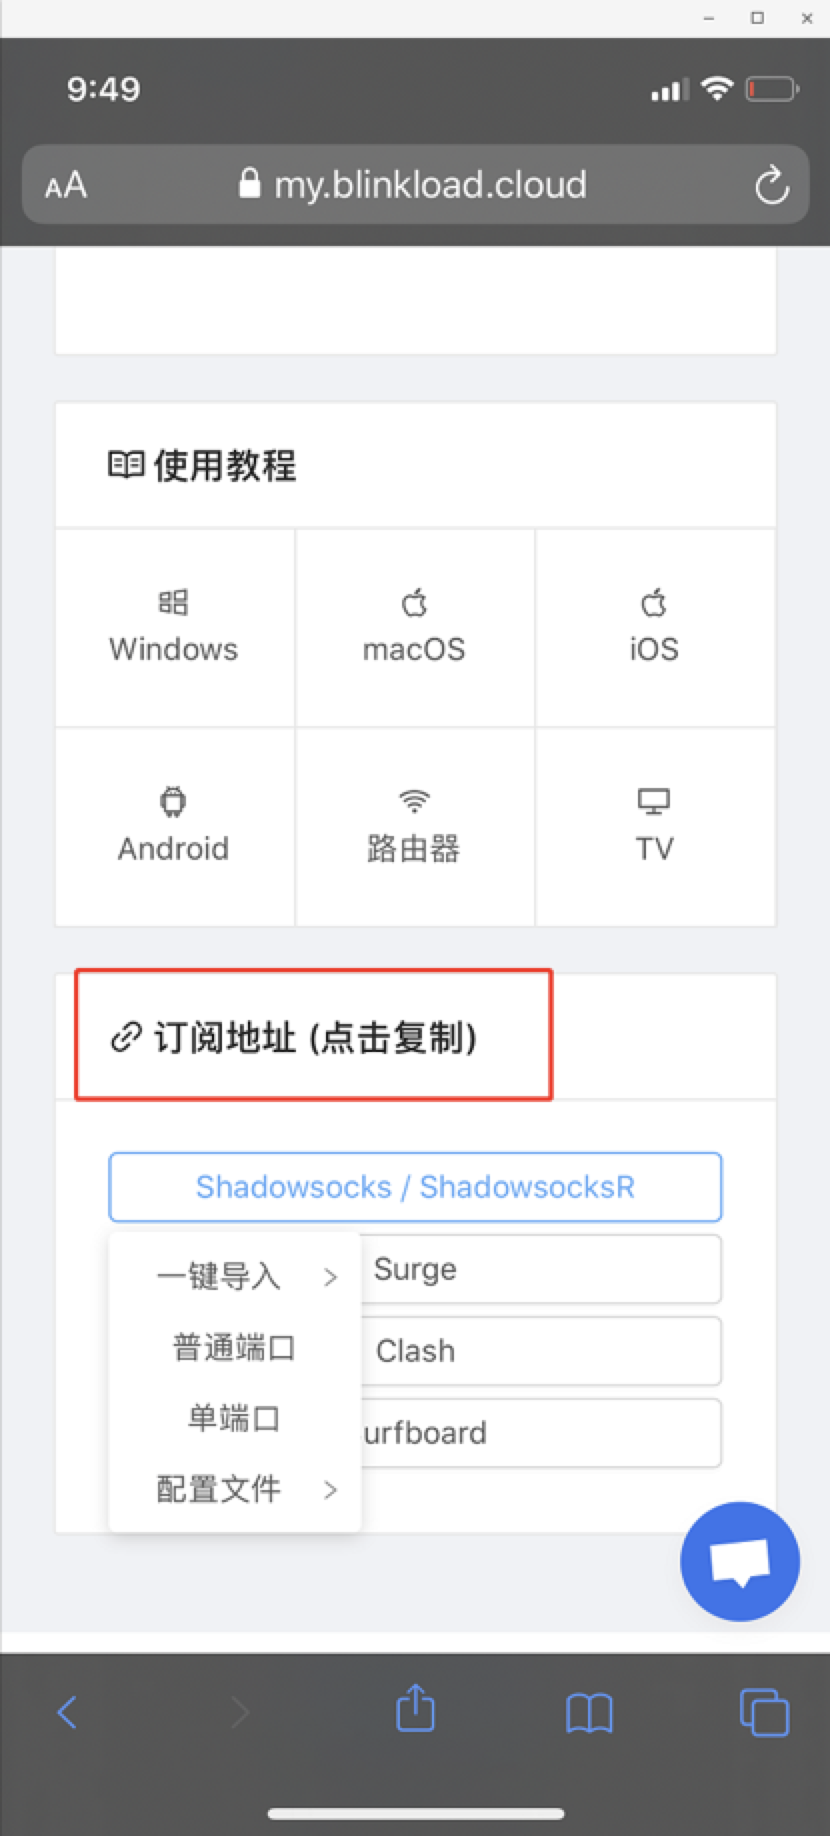 9:49
AA my.blinkload.cloud
使用教程
Windows
macOS
iOS
Android
路由器
TV
订阅地址 (点击复制)
Shadowsocks / ShadowsocksR
一键导入 >
Surge
普通端口
Clash
单端口
urfboard
配置文件 >